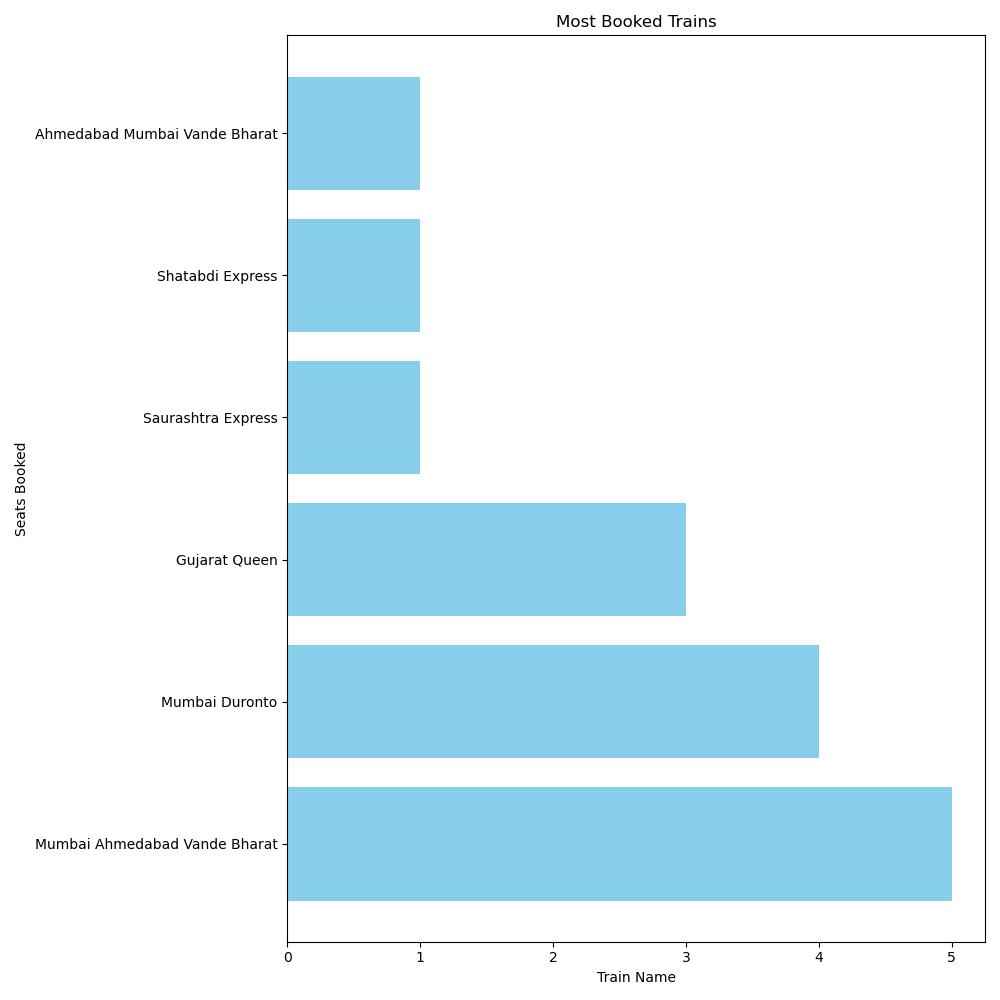 Most Booked Trains
Ahmedabad Mumbai Vande Bharat
Shatabdi Express
Saurashtra Express
Seats Booked
Gujarat Queen
Mumbai Duronto
Mumbai Ahmedabad Vande Bharat
0 1 2 3 4 5
Train Name